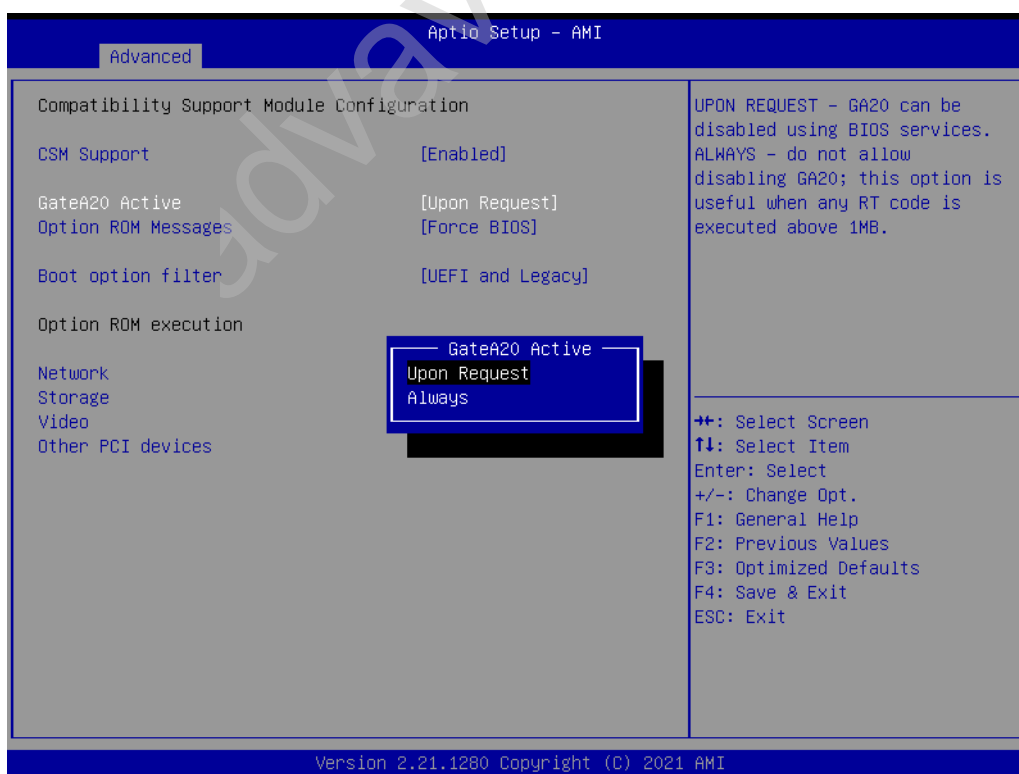 Aptio Setup – AMI
Advanced
Compatibility Support Module Configuration
CSM Support [Enabled]
GateA20 Active [Upon Request]
Option ROM Messages [Force BIOS]
Boot option filter [UEFI and Legacy]
Option ROM execution
Network
Storage
Video
Other PCI devices
GateA20 Active
Upon Request
Always
UPON REQUEST – GA20 can be
disabled using BIOS services.
ALWAYS – do not allow
disabling GA20; this option is
useful when any RT code is
executed above 1MB.
→←: Select Screen
↑↓: Select Item
Enter: Select
+/-: Change Opt.
F1: General Help
F2: Previous Values
F3: Optimized Defaults
F4: Save & Exit
ESC: Exit
Version 2.21.1280 Copyright (C) 2021 AMI